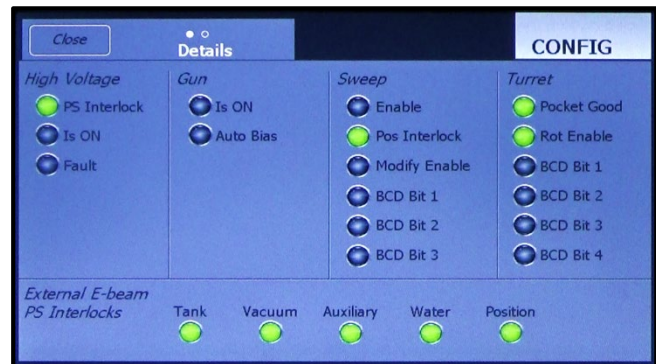 Close
Details
CONFIG
High Voltage
PS Interlock
Is ON
Fault
Gun
Is ON
Auto Bias
Sweep
Enable
Pos Interlock
Modify Enable
BCD Bit 1
BCD Bit 2
BCD Bit 3
Turret
Pocket Good
Rot Enable
BCD Bit 1
BCD Bit 2
BCD Bit 3
BCD Bit 4
External E-beam
PS Interlocks
Tank Vacuum Auxiliary Water Position